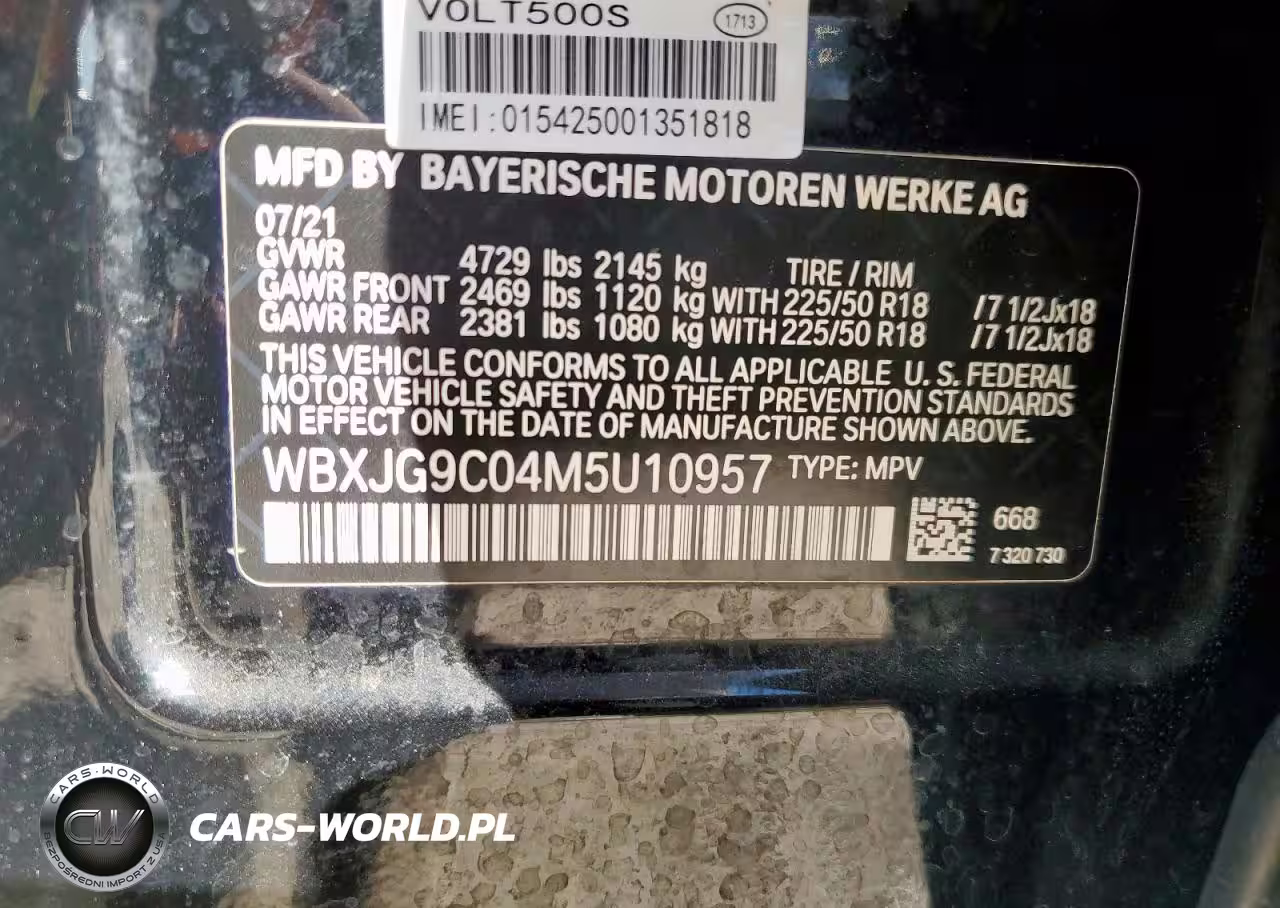 VOLT500S
1713
IMEI:015425001351818
MFD BY BAYERISCHE MOTOREN WERKE AG
07/21
GVWR 4729 lbs 2145 kg TIRE / RIM
GAWR FRONT 2469 lbs 1120 kg WITH 225/50 R18 /7 1/2Jx18
GAWR REAR 2381 lbs 1080 kg WITH 225/50 R18 /7 1/2Jx18
THIS VEHICLE CONFORMS TO ALL APPLICABLE U. S. FEDERAL
MOTOR VEHICLE SAFETY AND THEFT PREVENTION STANDARDS
IN EFFECT ON THE DATE OF MANUFACTURE SHOWN ABOVE.
WBXJG9C04M5U10957 TYPE: MPV
668
7 320 730
CARS-WORLD
CW
BEZPOŚREDNI IMPORT Z USA
CARS-WORLD.PL